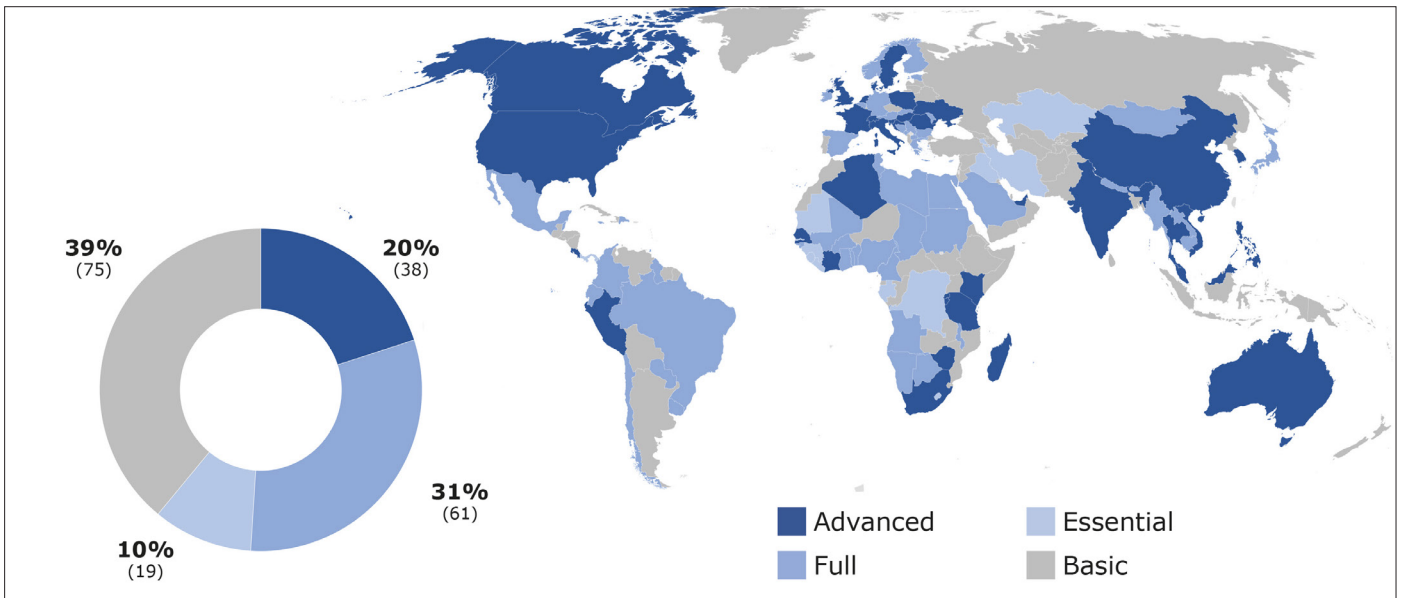 39%
(75)
20%
(38)
31%
(61)
10%
(19)
Advanced
Full
Essential
Basic